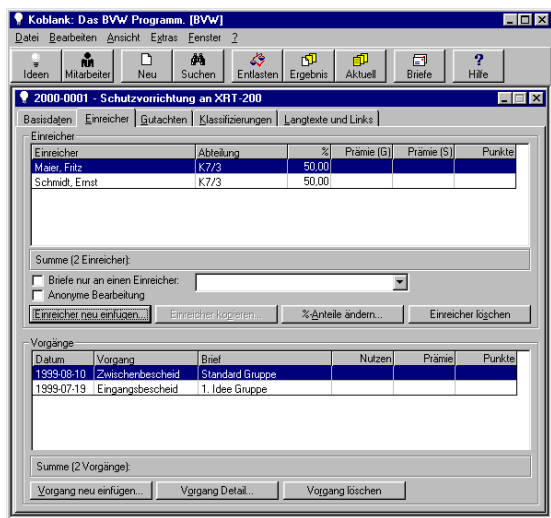 Koblank: Das BVW Programm. [BVW]
Datei Bearbeiten Ansicht Extras Fenster ?
Ideen Mitarbeiter Neu Suchen Entlasten Ergebnis Aktuell Briefe Hilfe
2000-0001 - Schutzvorrichtung an XRT-200
Basisdaten Einreicher Gutachten Klassifizierungen Langtexte und Links
Einreicher
Einreicher Abteilung % Prämie (G) Prämie (S) Punkte
Maier, Fritz K7/3 50,00
Schmidt, Ernst K7/3 50,00
Summe (2 Einreicher):
Briefe nur an einen Einreicher:
Anonyme Bearbeitung
Einreicher neu einfügen... Einreicher kopieren... %-Anteile ändern... Einreicher löschen
Vorgänge
Datum Vorgang Brief Nutzen Prämie Punkte
1999-08-10 Zwischenbescheid Standard Gruppe
1999-07-19 Eingangsbescheid 1. Idee Gruppe
Summe (2 Vorgänge):
Vorgang neu einfügen... Vorgang Detail... Vorgang löschen